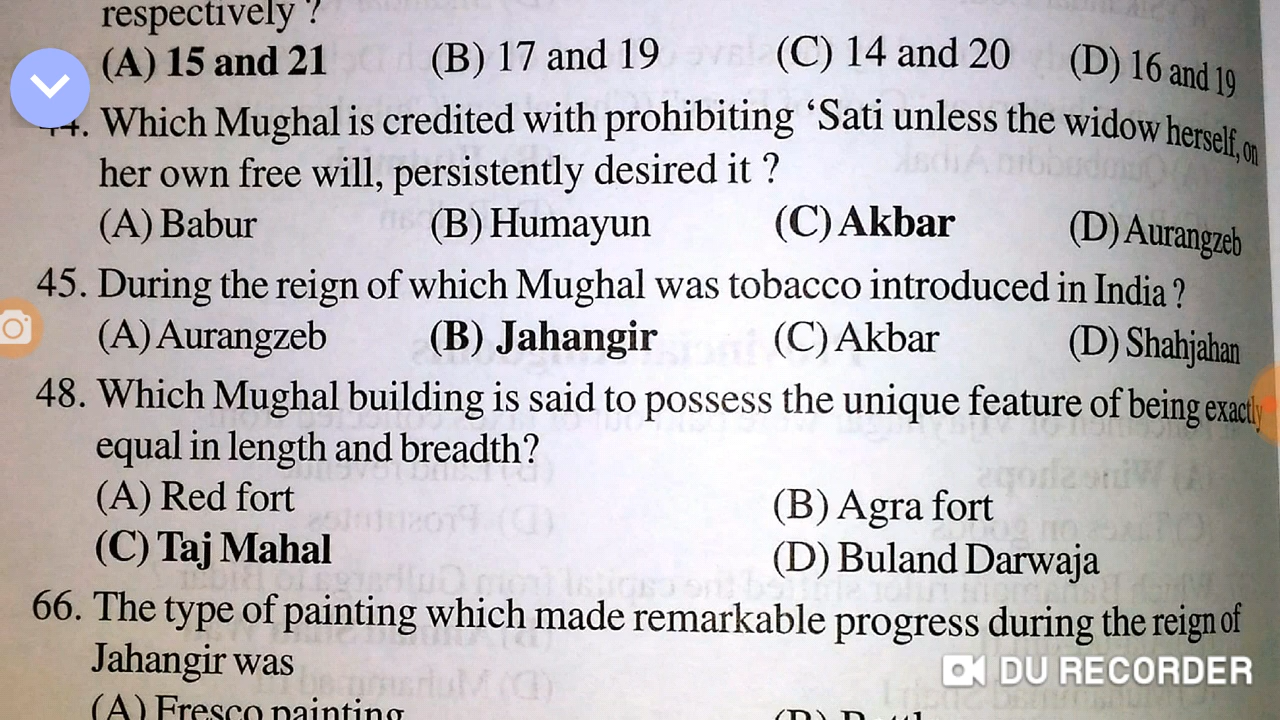 respectively ?
(A) 15 and 21 (B) 17 and 19 (C) 14 and 20 (D) 16 and 19
44. Which Mughal is credited with prohibiting ‘Sati unless the widow herself, on
her own free will, persistently desired it ?
(A) Babur (B) Humayun (C) Akbar (D) Aurangzeb
45. During the reign of which Mughal was tobacco introduced in India ?
(A) Aurangzeb (B) Jahangir (C) Akbar (D) Shahjahan
48. Which Mughal building is said to possess the unique feature of being exactly
equal in length and breadth?
(A) Red fort (B) Agra fort
(C) Taj Mahal (D) Buland Darwaja
66. The type of painting which made remarkable progress during the reign of
Jahangir was
(A) Fresco painting
DU RECORDER